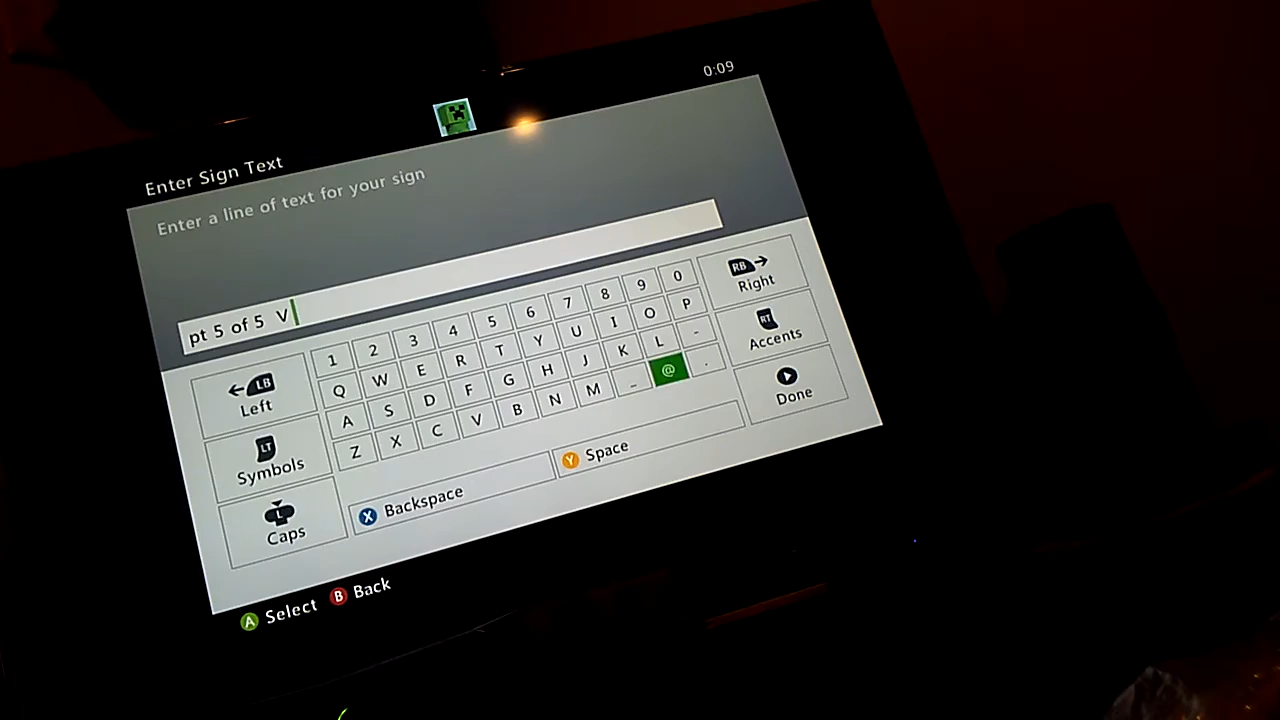 0:09
Enter Sign Text
Enter a line of text for your sign
pt 5 of 5 V
LB Left
1 2 3 4 5 6 7 8 9 0
RB Right
Q W E R T Y U I O P
LT Symbols
A S D F G H J K L -
RT Accents
Z X C V B N M _ @ .
L Caps
X Backspace
Y Space
Done
A Select B Back